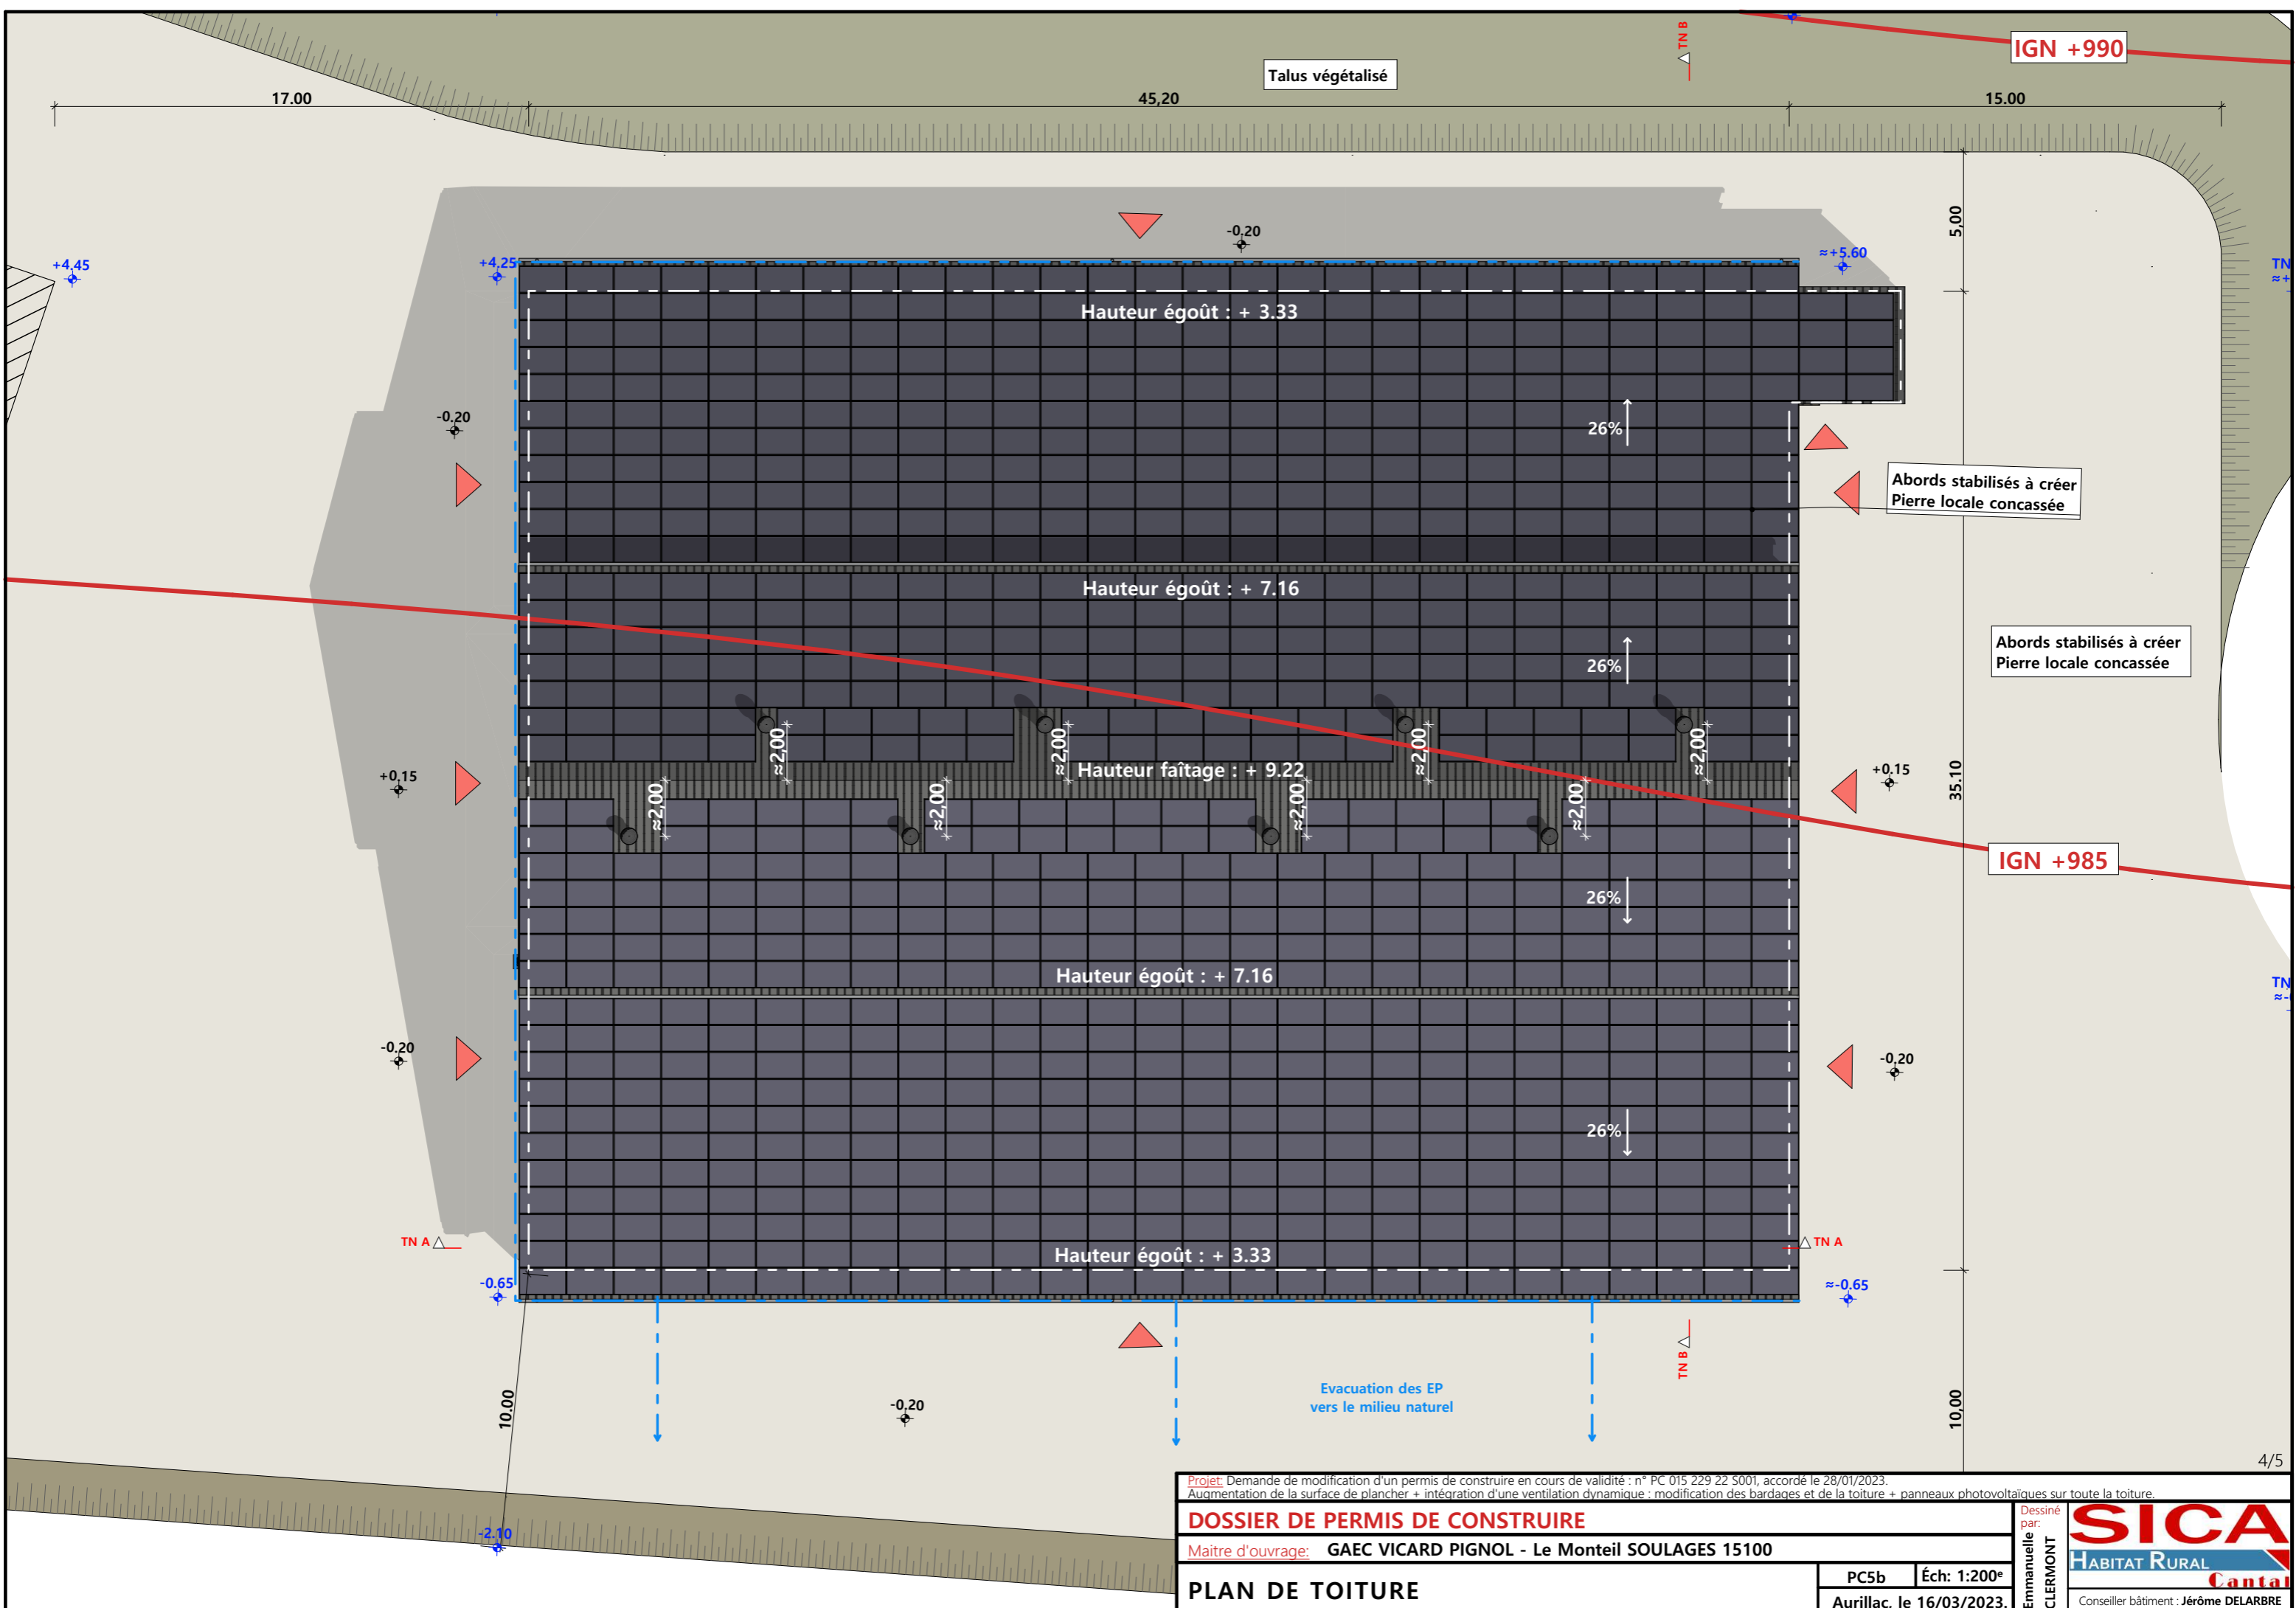 TN B
IGN +990
Talus végétalisé
17.00
45,20
15.00
5,00
-0.20
+4.45
+4.25
≈+5.60
TN
Hauteur égoût : + 3.33
-0.20
26%
Abords stabilisés à créer
Pierre locale concassée
Hauteur égoût : + 7.16
26%
Abords stabilisés à créer
Pierre locale concassée
≈2,00
≈2,00
≈2,00
≈2,00
Hauteur faîtage : + 9.22
+0.15
+0.15
35.10
≈2,00
≈2,00
≈2,00
≈2,00
IGN +985
26%
Hauteur égoût : + 7.16
TN
-0.20
-0.20
26%
TN A
TN A
Hauteur égoût : + 3.33
-0.65
≈-0.65
TN B
Evacuation des EP
vers le milieu naturel
10.00
-0.20
10,00
-2.10
4/5
Projet: Demande de modification d'un permis de construire en cours de validité : n° PC 015 229 22 S001, accordé le 28/01/2023.
Augmentation de la surface de plancher + intégration d'une ventilation dynamique : modification des bardages et de la toiture + panneaux photovoltaïques sur toute la toiture.
DOSSIER DE PERMIS DE CONSTRUIRE
Maitre d'ouvrage: GAEC VICARD PIGNOL - Le Monteil SOULAGES 15100
PLAN DE TOITURE
PC5b
Éch: 1:200e
Aurillac, le 16/03/2023.
Dessiné
par:
Emmanuelle
CLERMONT
SICA
HABITAT RURAL
Cantal
Conseiller bâtiment : Jérôme DELARBRE